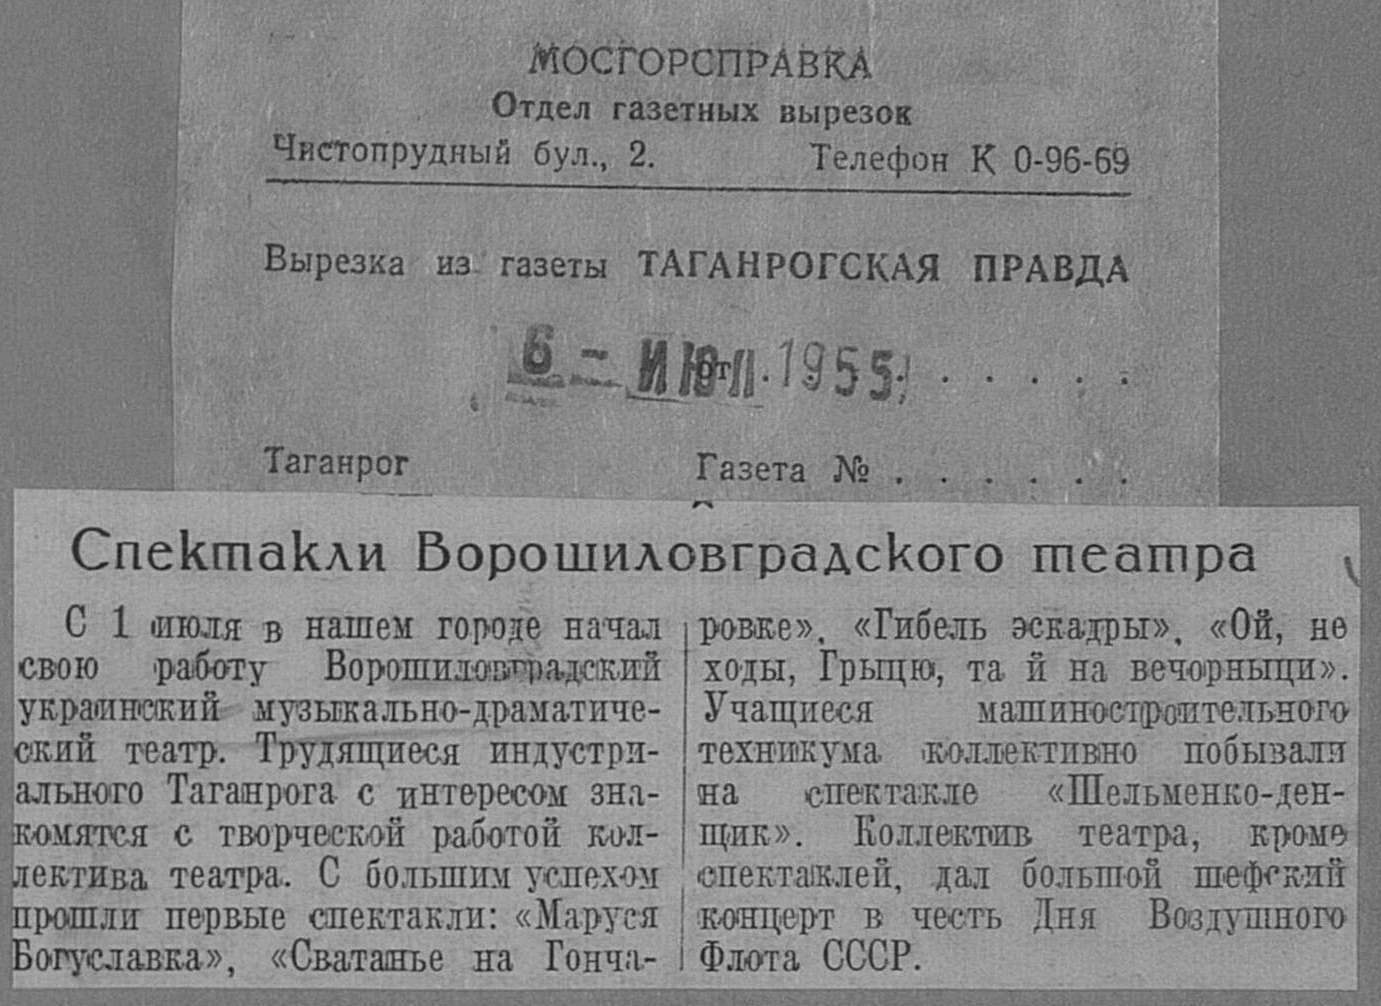 МОСГОРСПРАВКА
Отдел газетных вырезок
Чистопрудный бул., 2. Телефон К 0-96-69
Вырезка из газеты ТАГАНРОГСКАЯ ПРАВДА
6 - ИЮЛ 1955
от . . . . . .
Таганрог Газета № . . . . . .
Спектакли Ворошиловградского театра
С 1 июля в нашем городе начал
свою работу Ворошиловградский
украинский музыкально-драматиче-
ский театр. Трудящиеся индустри-
ального Таганрога с интересом зна-
комятся с творческой работой кол-
лектива театра. С большим успехом
прошли первые спектакли: «Маруся
Богуславка», «Сватанье на Гонча-
ровке», «Гибель эскадры», «Ой, не
ходы, Грыцю, та й на вечорныци».
Учащиеся машиностроительного
техникума коллективно побывали
на спектакле «Шельменко-ден-
щик». Коллектив театра, кроме
спектаклей, дал большой шефский
концерт в честь Дня Воздушного
Флота СССР.